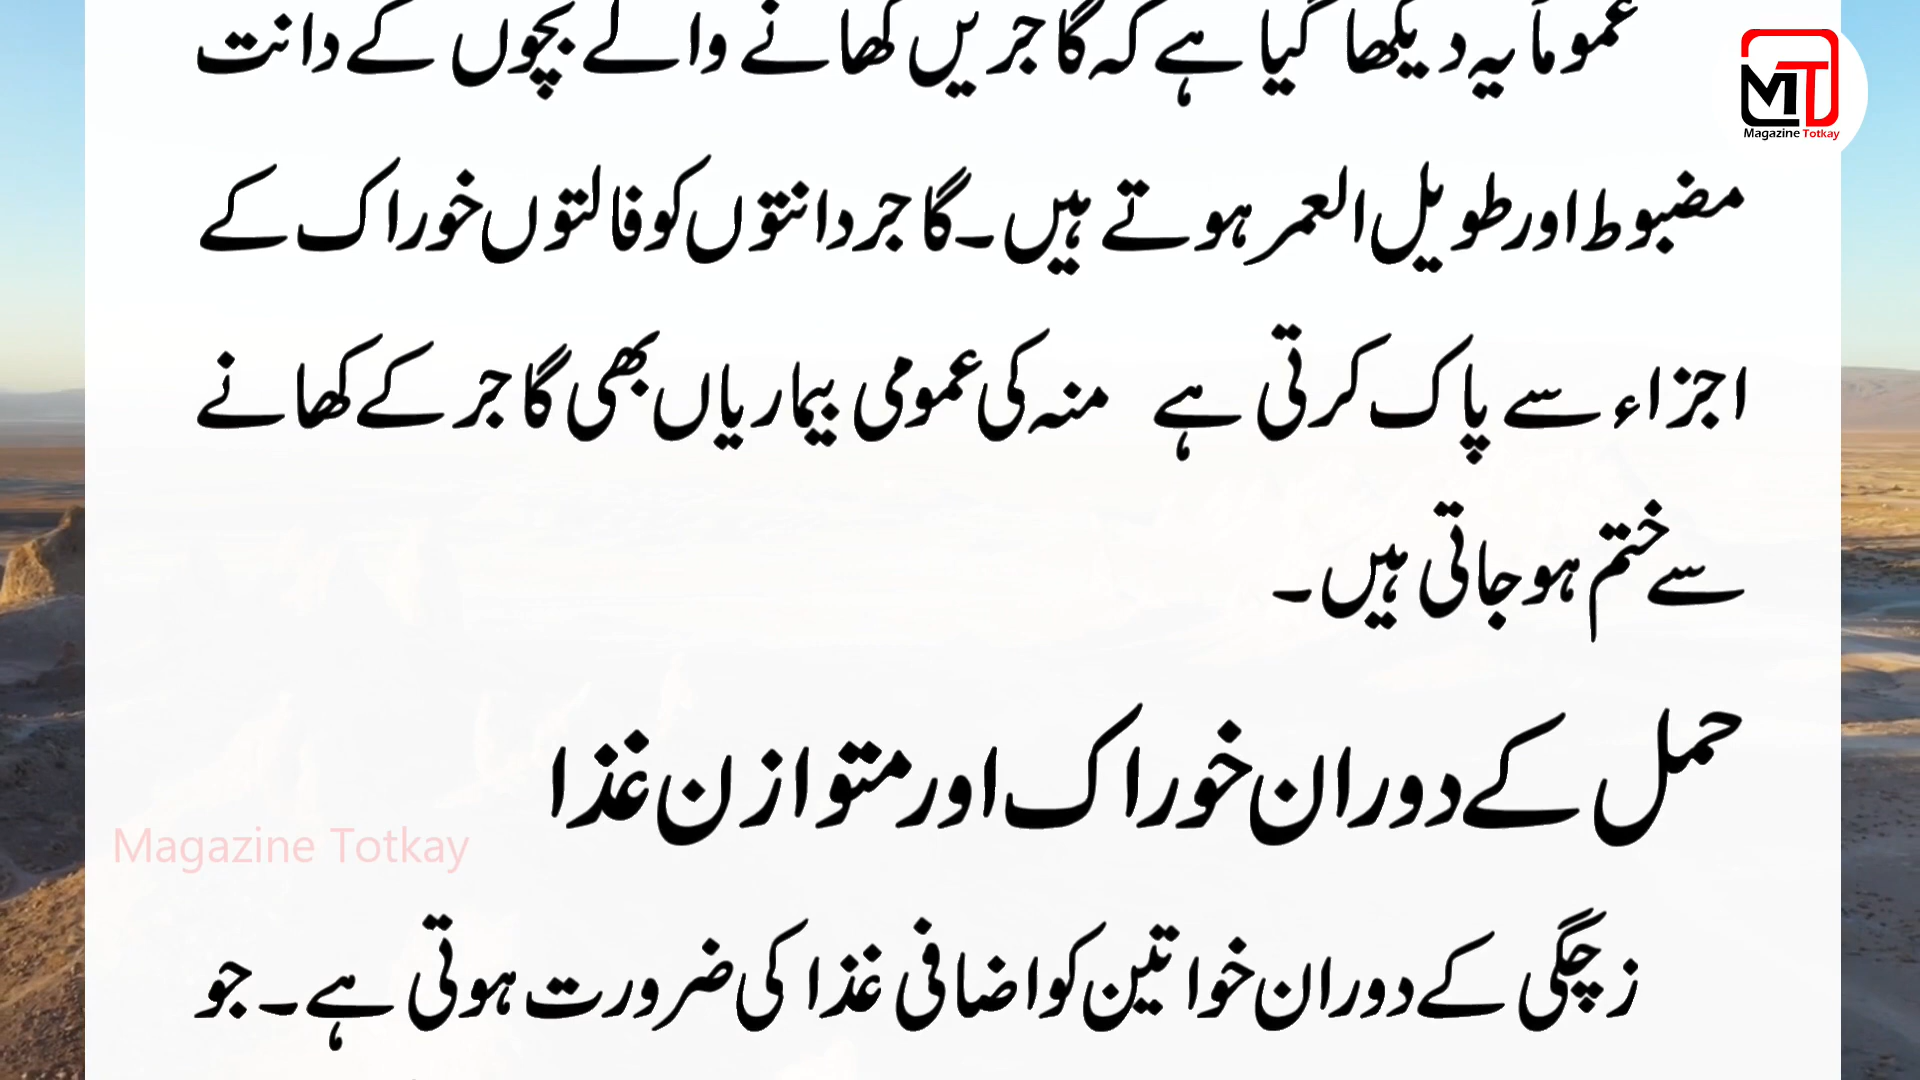 عموماً یہ دیکھا گیا ہے کہ گاجریں کھانے والے بچوں کے دانت
مضبوط اور طویل العمر ہوتے ہیں۔ گاجر دانتوں کو فالتوں خوراک کے
اجزاء سے پاک کرتی ہے منہ کی عمومی بیماریاں بھی گاجر کے کھانے
سے ختم ہو جاتی ہیں۔
حمل کے دوران خوراک اور متوازن غذا
زچگی کے دوران خواتین کو اضافی غذا کی ضرورت ہوتی ہے۔ جو
MT
Magazine Totkay
Magazine Totkay